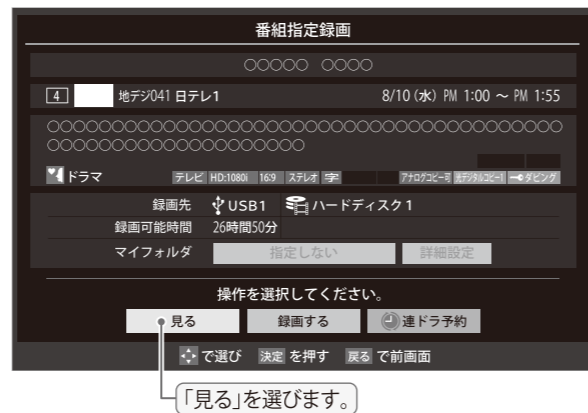 番組指定録画
○○○○○ ○○○○
4 地デジ041 日テレ1 8/10(水) PM 1:00 ~ PM 1:55
○○○○○○○○○○○○○○○○○○○○○○○○○○○○○○○○○○○○○○○○
○○○○○○○○○○○○○○○○○○○○
ドラマ テレビ HD:1080i 16:9 ステレオ 字 アナログコピー可 光デジタルコピー1 ダビング
録画先 USB1 ハードディスク1
録画可能時間 26時間50分
マイフォルダ 指定しない 詳細設定
操作を選択してください。
見る 録画する 連ドラ予約
で選び 決定 を押す 戻る で前画面
「見る」を選びます。